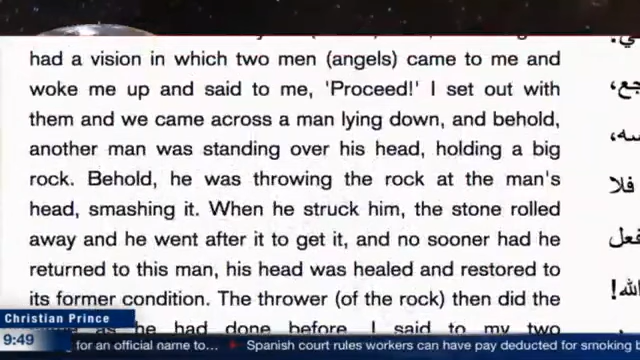 had a vision in which two men (angels) came to me and
woke me up and said to me, 'Proceed!' I set out with
them and we came across a man lying down, and behold,
another man was standing over his head, holding a big
rock. Behold, he was throwing the rock at the man's
head, smashing it. When he struck him, the stone rolled
away and he went after it to get it, and no sooner had he
returned to this man, his head was healed and restored to
its former condition. The thrower (of the rock) then did the
as he had done before. I said to my two
فلا
Christian Prince
9:49
for an official name to... Spanish court rules workers can have pay deducted for smoking